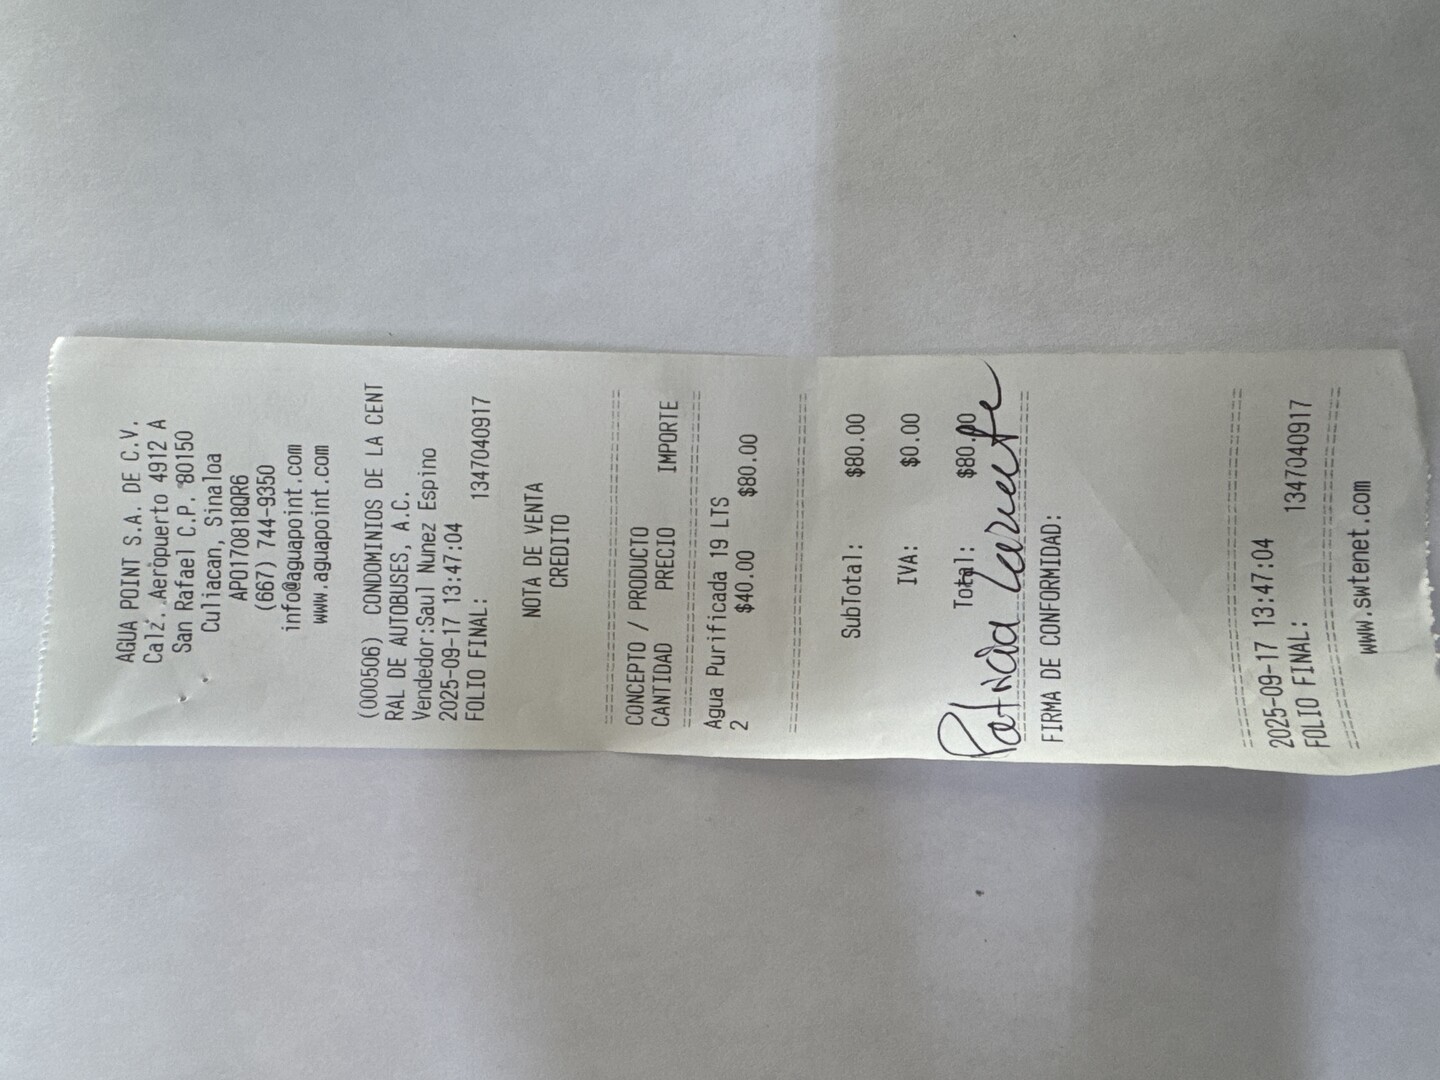 AGUA POINT S.A. DE C.V.
Calz. Aeropuerto 4912 A
San Rafael C.P. 80150
Culiacan, Sinaloa
APO170818QR6
(667) 744-9350
info@aguapoint.com
www.aguapoint.com
(000506) CONDOMINIOS DE LA CENT
RAL DE AUTOBUSES, A.C.
Vendedor:Saul Nunez Espino
2025-09-17 13:47:04
FOLIO FINAL: 1347040917
NOTA DE VENTA
CREDITO
CONCEPTO / PRODUCTO
CANTIDAD PRECIO IMPORTE
Agua Purificada 19 LTS
2 $40.00 $80.00
SubTotal: $80.00
IVA: $0.00
Total: $80.00
Patricia
FIRMA DE CONFORMIDAD:
2025-09-17 13:47:04
FOLIO FINAL: 1347040917
www.swtenet.com